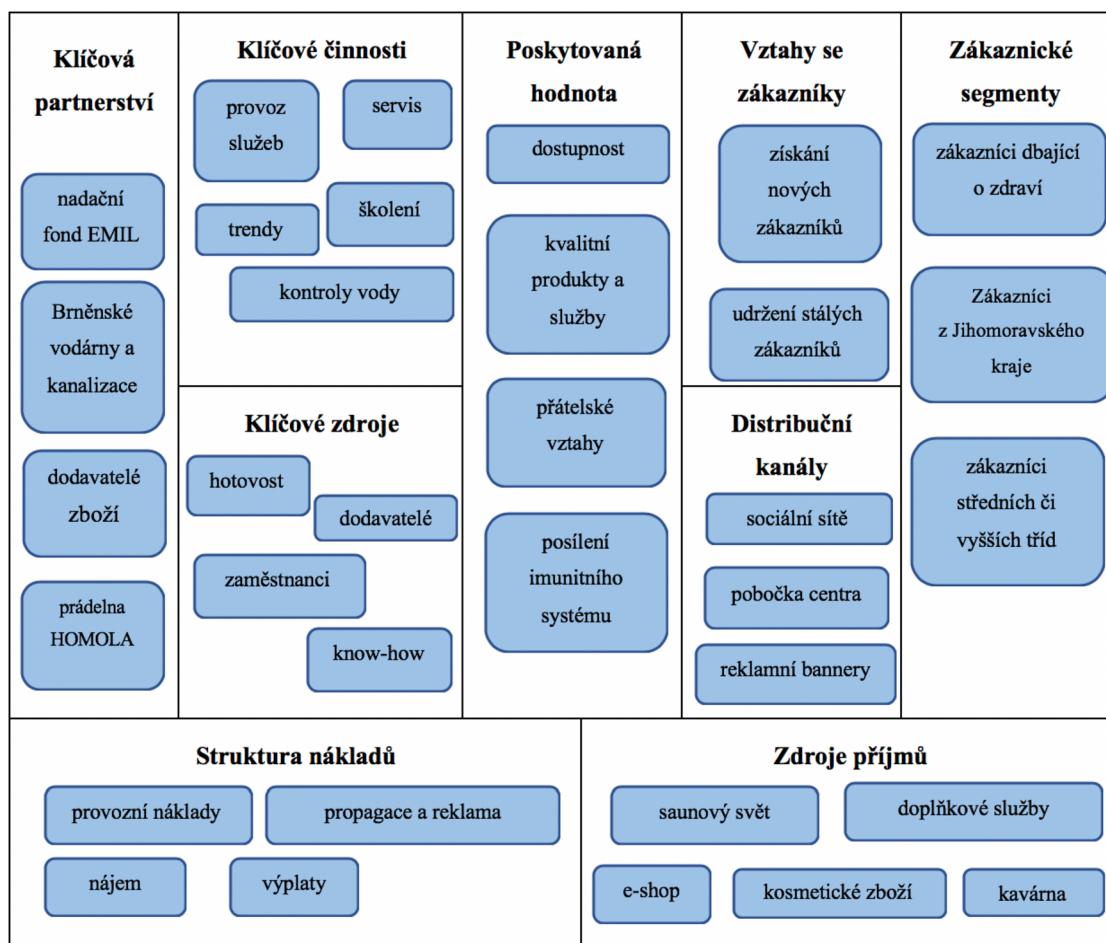 Klíčová
partnerství
nadační
fond EMIL
Brněnské
vodárny a
kanalizace
dodavatelé
zboží
prádelna
HOMOLA
Klíčové činnosti
provoz
služeb
servis
trendy
školení
kontroly vody
Klíčové zdroje
hotovost
dodavatelé
zaměstnanci
know-how
Poskytovaná
hodnota
dostupnost
kvalitní
produkty a
služby
přátelské
vztahy
posílení
imunitního
systému
Vztahy se
zákazníky
získání
nových
zákazníků
udržení stálých
zákazníků
Distribuční
kanály
sociální sítě
pobočka centra
reklamní bannery
Zákaznické
segmenty
zákazníci dbající
o zdraví
Zákazníci
z Jihomoravského
kraje
zákazníci
středních či
vyšších tříd
Struktura nákladů
provozní náklady
propagace a reklama
nájem
výplaty
Zdroje příjmů
saunový svět
doplňkové služby
e-shop
kosmetické zboží
kavárna